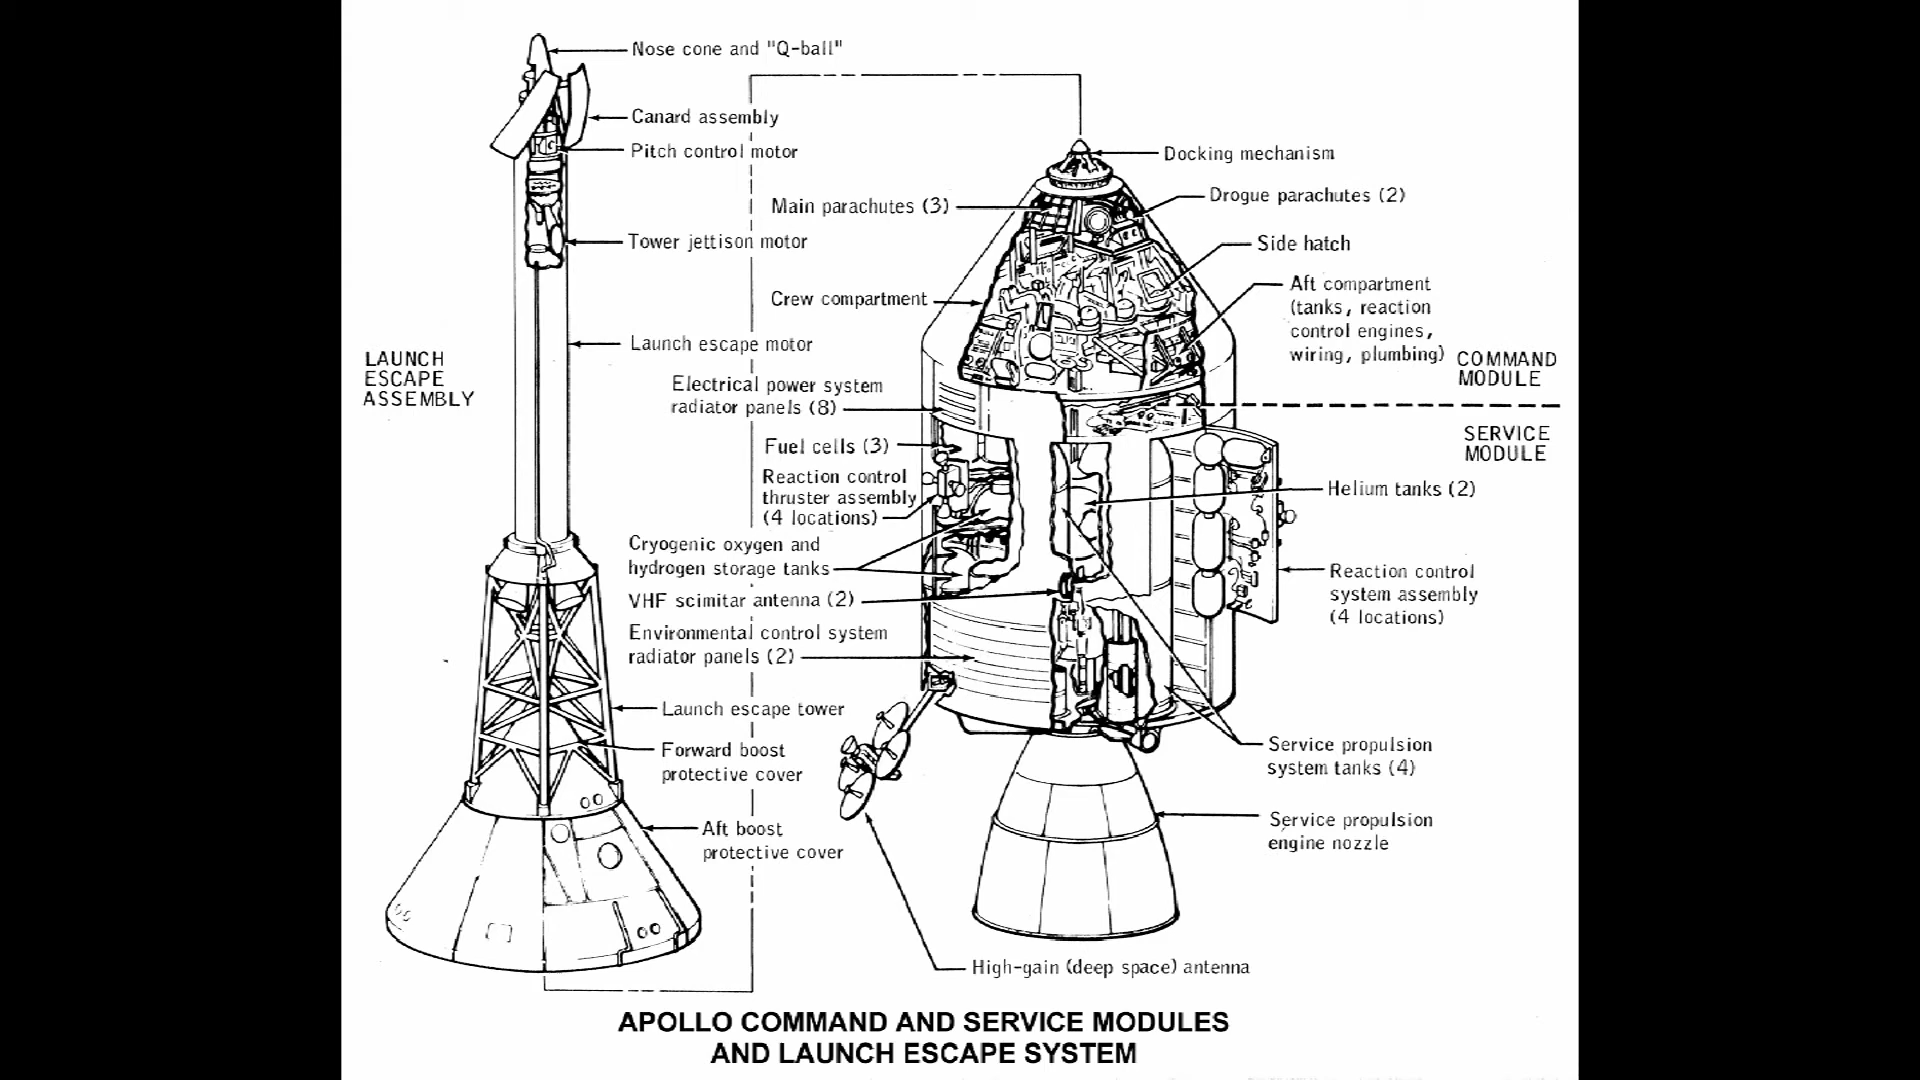 Nose cone and "Q-ball"
Canard assembly
Pitch control motor
Tower jettison motor
Launch escape motor
LAUNCH
ESCAPE
ASSEMBLY
Launch escape tower
Forward boost
protective cover
Aft boost
protective cover
Docking mechanism
Main parachutes (3)
Drogue parachutes (2)
Side hatch
Crew compartment
Aft compartment
(tanks, reaction
control engines,
wiring, plumbing)
COMMAND
MODULE
Electrical power system
radiator panels (8)
SERVICE
MODULE
Fuel cells (3)
Reaction control
thruster assembly
(4 locations)
Helium tanks (2)
Cryogenic oxygen and
hydrogen storage tanks
Reaction control
system assembly
(4 locations)
VHF scimitar antenna (2)
Environmental control system
radiator panels (2)
Service propulsion
system tanks (4)
Service propulsion
engine nozzle
High-gain (deep space) antenna
APOLLO COMMAND AND SERVICE MODULES
AND LAUNCH ESCAPE SYSTEM